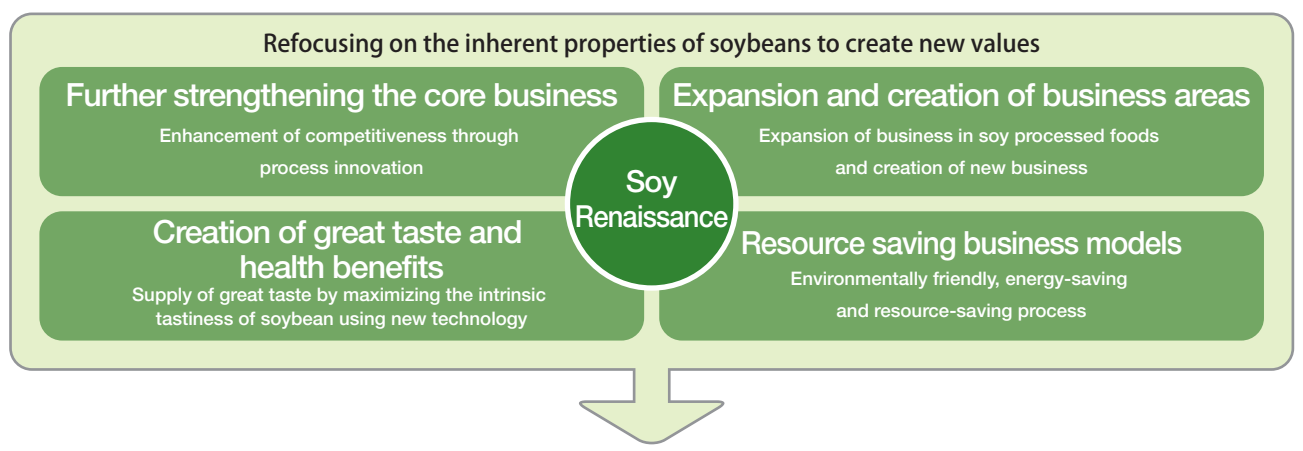 Refocusing on the inherent properties of soybeans to create new values
Further strengthening the core business
Enhancement of competitiveness through
process innovation
Expansion and creation of business areas
Expansion of business in soy processed foods
and creation of new business
Soy
Renaissance
Creation of great taste and
health benefits
Supply of great taste by maximizing the intrinsic
tastiness of soybean using new technology
Resource saving business models
Environmentally friendly, energy-saving
and resource-saving process